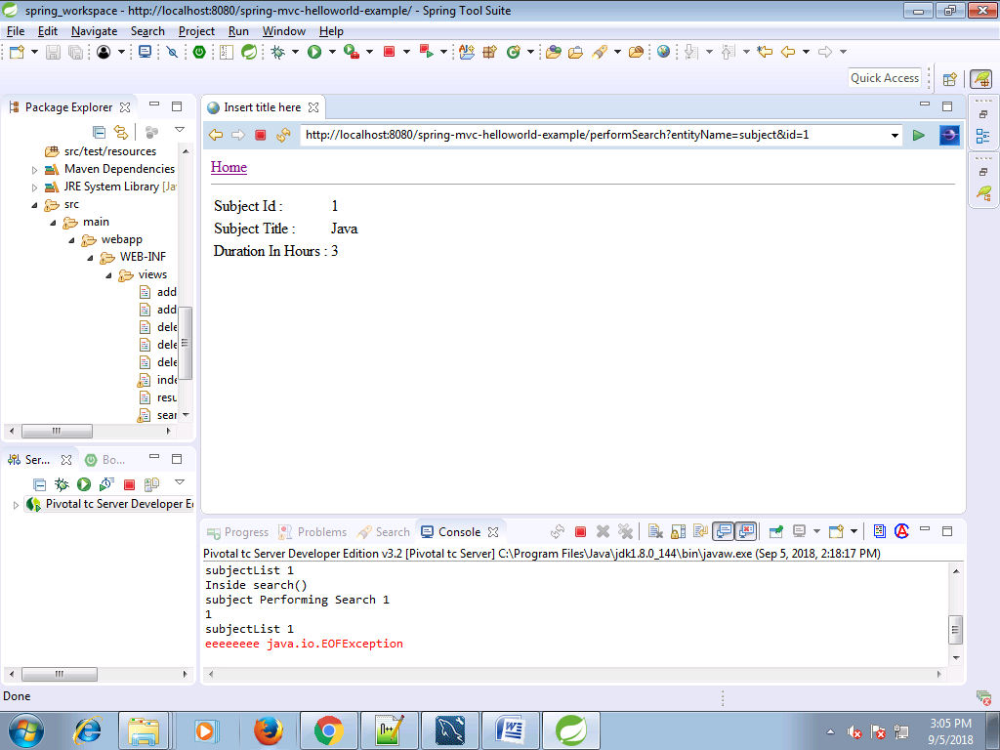 spring_workspace - http://localhost:8080/spring-mvc-helloworld-example/ - Spring Tool Suite
File Edit Navigate Search Project Run Window Help
Quick Access
Package Explorer
src/test/resources
Maven Dependencies
JRE System Library [Ja
src
main
webapp
WEB-INF
views
add
add
dele
dele
dele
inde
resu
sear
Insert title here
http://localhost:8080/spring-mvc-helloworld-example/performSearch?entityName=subject&id=1
Home
Subject Id : 1
Subject Title : Java
Duration In Hours : 3
Ser... Bo...
Pivotal tc Server Developer E
Progress Problems Search Console
Pivotal tc Server Developer Edition v3.2 [Pivotal tc Server] C:\Program Files\Java\jdk1.8.0_144\bin\javaw.exe (Sep 5, 2018, 2:18:17 PM)
subjectList 1
Inside search()
subject Performing Search 1
1
subjectList 1
eeeeeeee java.io.EOFException
Done
3:05 PM
9/5/2018